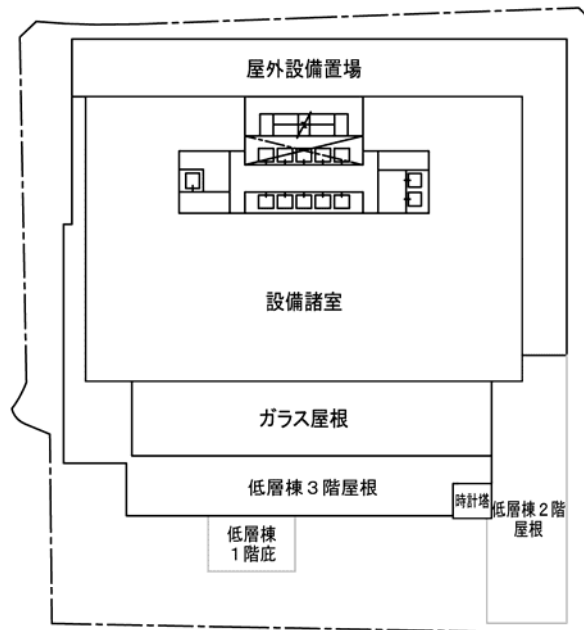 屋外設備置場
設備諸室
ガラス屋根
低層棟3階屋根
時計塔
低層棟2階
屋根
低層棟
1階庇